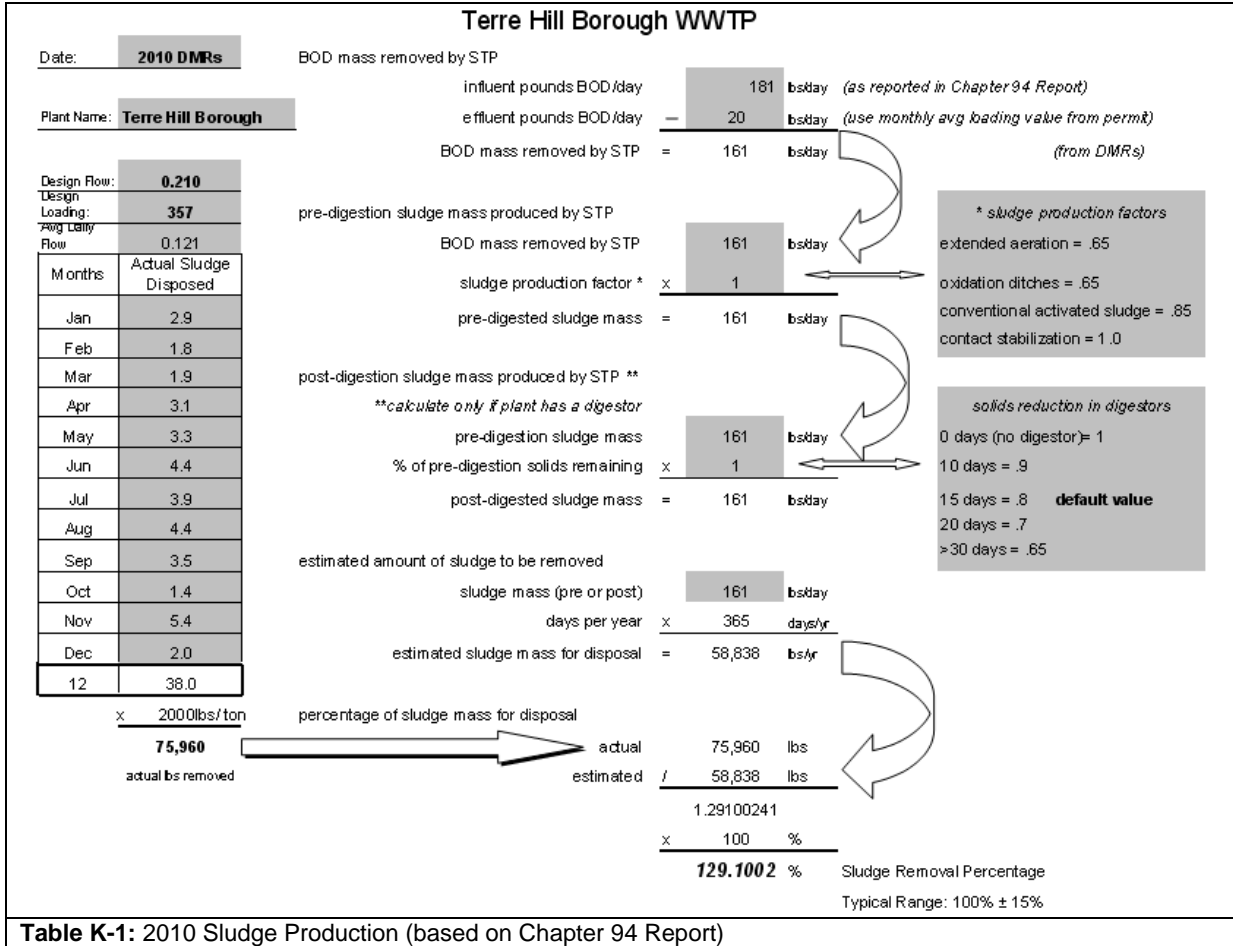 Terre Hill Borough WWTP
Date: 2010 DMRs BOD mass removed by STP
influent pounds BOD/day 181 lbs/day (as reported in Chapter 94 Report)
Plant Name: Terre Hill Borough effluent pounds BOD/day – 20 lbs/day (use monthly avg loading value from permit)
BOD mass removed by STP = 161 lbs/day (from DMRs)
Design Flow: 0.210
Design Loading: 357 pre-digestion sludge mass produced by STP * sludge production factors
Avg Daily Flow 0.121 BOD mass removed by STP 161 lbs/day extended aeration = .65
Months Actual Sludge Disposed sludge production factor * x 1 oxidation ditches = .65
Jan 2.9 pre-digested sludge mass = 161 lbs/day conventional activated sludge = .85
Feb 1.8 contact stabilization = 1.0
Mar 1.9 post-digestion sludge mass produced by STP **
Apr 3.1 **calculate only if plant has a digestor solids reduction in digestors
May 3.3 pre-digestion sludge mass 161 lbs/day 0 days (no digestor)= 1
Jun 4.4 % of pre-digestion solids remaining x 1 10 days = .9
Jul 3.9 post-digested sludge mass = 161 lbs/day 15 days = .8 default value
Aug 4.4 20 days = .7
Sep 3.5 estimated amount of sludge to be removed >30 days = .65
Oct 1.4 sludge mass (pre or post) 161 lbs/day
Nov 5.4 days per year x 365 days/yr
Dec 2.0 estimated sludge mass for disposal = 58,838 lbs/yr
12 38.0
x 2000lbs/ton percentage of sludge mass for disposal
75,960 actual 75,960 lbs
actual lbs removed estimated / 58,838 lbs
1.29100241
x 100 %
129.1002 % Sludge Removal Percentage
Typical Range: 100% ± 15%
Table K-1: 2010 Sludge Production (based on Chapter 94 Report)